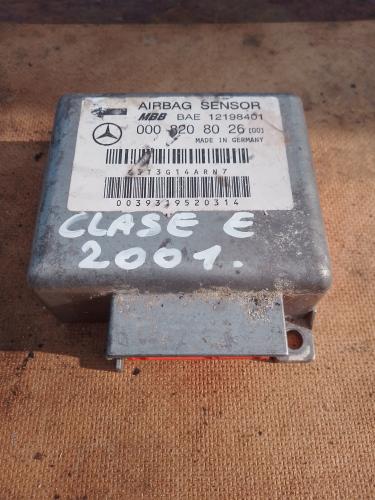 AIRBAG SENSOR
MBB BAE 12198401
000 820 80 26 [00]
MADE IN GERMANY
0039319520314
CLASE E
2001.